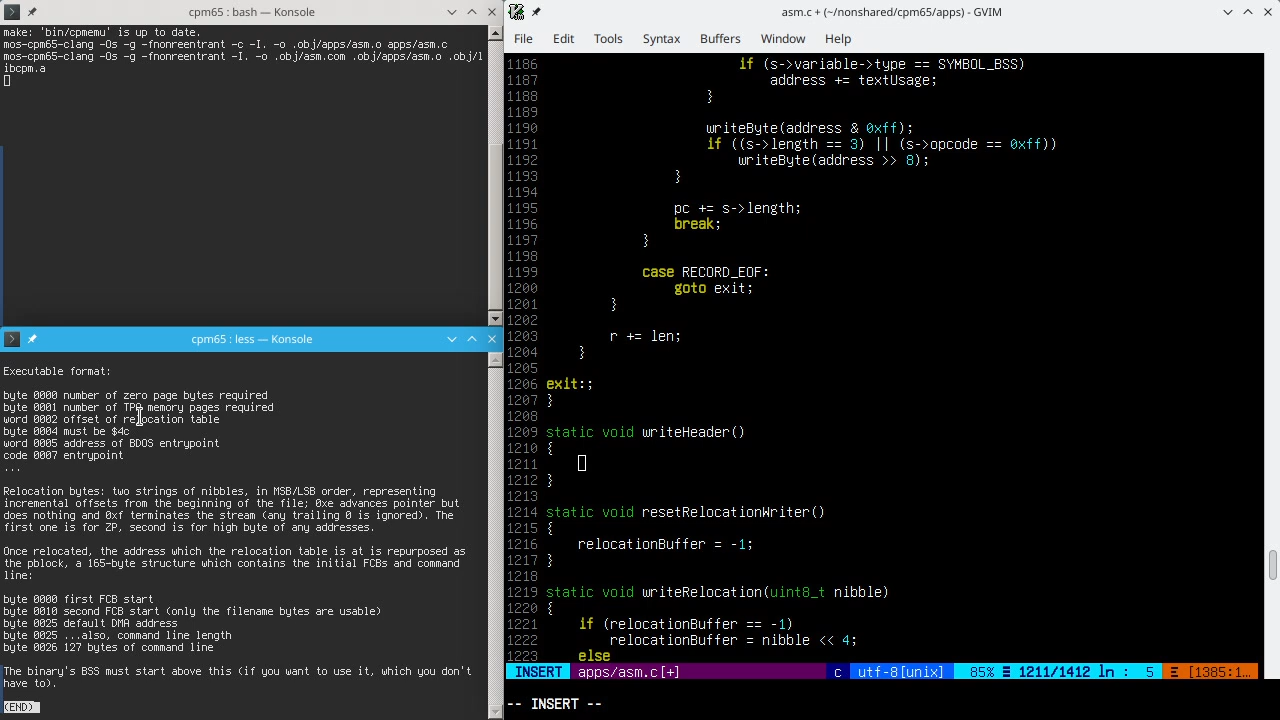 cpm65 : bash — Konsole
make: 'bin/cpmemu' is up to date.
mos-cpm65-clang -Os -g -fnonreentrant -c -I. -o .obj/apps/asm.o apps/asm.c
mos-cpm65-clang -Os -g -fnonreentrant -I. -o .obj/asm.com .obj/apps/asm.o .obj/l
ibcpm.a
cpm65 : less — Konsole
Executable format:
byte 0000 number of zero page bytes required
byte 0001 number of TPA memory pages required
word 0002 offset of relocation table
byte 0004 must be $4c
word 0005 address of BDOS entrypoint
code 0007 entrypoint
...
Relocation bytes: two strings of nibbles, in MSB/LSB order, representing
incremental offsets from the beginning of the file; 0xe advances pointer but
does nothing and 0xf terminates the stream (any trailing 0 is ignored). The
first one is for ZP, second is for high byte of any addresses.
Once relocated, the address which the relocation table is at is repurposed as
the pblock, a 165-byte structure which contains the initial FCBs and command
line:
byte 0000 first FCB start
byte 0010 second FCB start (only the filename bytes are usable)
byte 0025 default DMA address
byte 0025 ...also, command line length
byte 0026 127 bytes of command line
The binary's BSS must start above this (if you want to use it, which you don't
have to).
(END)
asm.c + (~/nonshared/cpm65/apps) - GVIM
File Edit Tools Syntax Buffers Window Help
1186 if (s->variable->type == SYMBOL_BSS)
1187 address += textUsage;
1188 }
1189
1190 writeByte(address & 0xff);
1191 if ((s->length == 3) || (s->opcode == 0xff))
1192 writeByte(address >> 8);
1193 }
1194
1195 pc += s->length;
1196 break;
1197 }
1198
1199 case RECORD_EOF:
1200 goto exit;
1201 }
1202
1203 r += len;
1204 }
1205
1206 exit:;
1207 }
1208
1209 static void writeHeader()
1210 {
1211
1212 }
1213
1214 static void resetRelocationWriter()
1215 {
1216 relocationBuffer = -1;
1217 }
1218
1219 static void writeRelocation(uint8_t nibble)
1220 {
1221 if (relocationBuffer == -1)
1222 relocationBuffer = nibble << 4;
1223 else
INSERT apps/asm.c[+] c utf-8[unix] 85% ≡ 1211/1412 ln : 5 Ξ [1385:1…
-- INSERT --